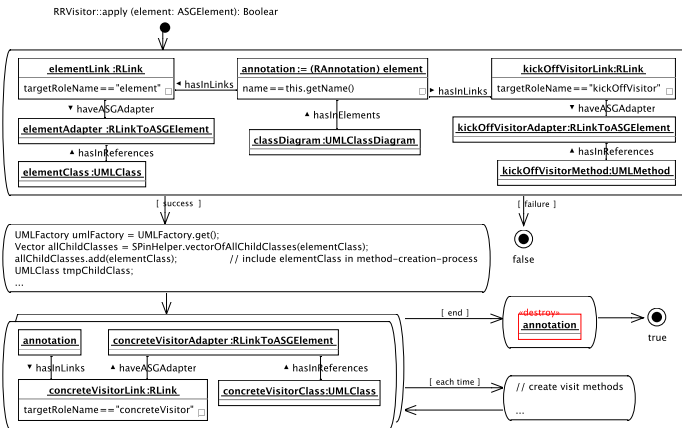 RRVisitor::apply (element: ASGElement): Boolear
elementLink :RLink
targetRoleName=="element"
annotation:= (RAnnotation) element
name==this.getName()
kickOffVisitorLink:RLink
targetRoleName=="kickOffVisitor"
hasInLinks
hasInLinks
haveASGAdapter
hasInElements
haveASGAdapter
elementAdapter :RLinkToASGElement
classDiagram:UMLClassDiagram
kickOffVisitorAdapter:RLinkToASGElement
hasInReferences
hasInReferences
elementClass:UMLClass
kickOffVisitorMethod:UMLMethod
[ success ]
[ failure ]
false
UMLFactory umlFactory = UMLFactory.get();
Vector allChildClasses = SPinHelper.vectorOfAllChildClasses(elementClass);
allChildClasses.add(elementClass); // include elementClass in method-creation-process
UMLClass tmpChildClass;
...
[ end ]
«destroy»
annotation
true
annotation
concreteVisitorAdapter:RLinkToASGElement
hasInLinks
haveASGAdapter
hasInReferences
concreteVisitorLink:RLink
targetRoleName=="concreteVisitor"
concreteVisitorClass:UMLClass
[ each time ]
// create visit methods
...